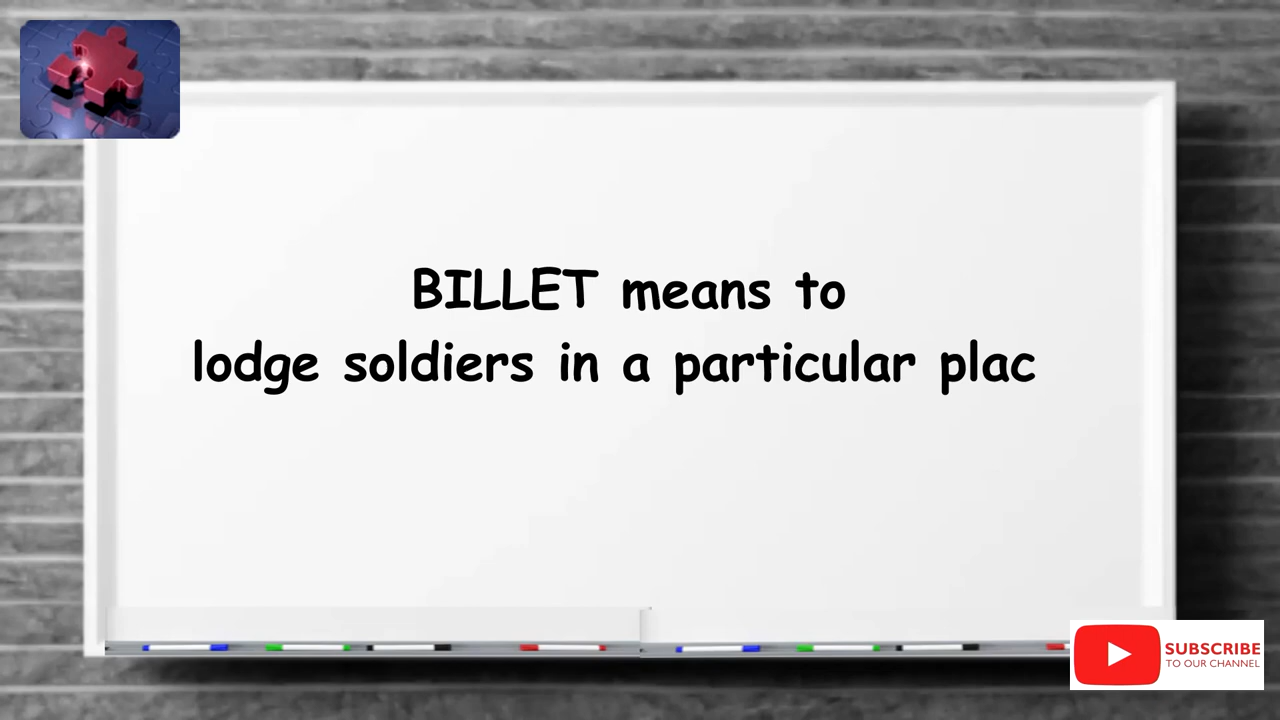 BILLET means to
lodge soldiers in a particular plac
SUBSCRIBE
TO OUR CHANNEL